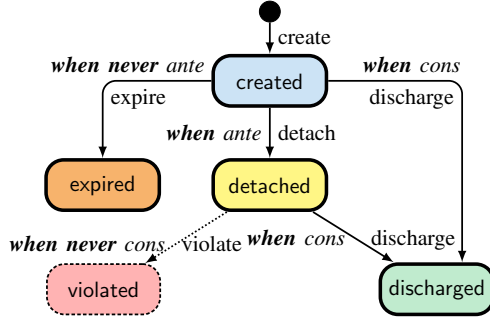 create
when never ante
when cons
created
expire
discharge
when ante
detach
expired
detached
when never cons
violate
when cons
discharge
violated
discharged